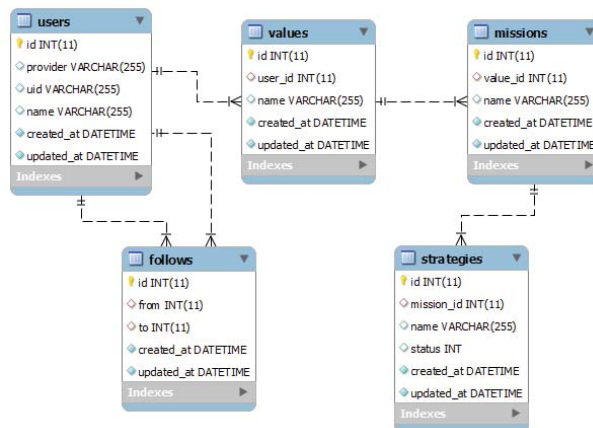 users
id INT(11)
provider VARCHAR(255)
uid VARCHAR(255)
name VARCHAR(255)
created_at DATETIME
updated_at DATETIME
Indexes
values
id INT(11)
user_id INT(11)
name VARCHAR(255)
created_at DATETIME
updated_at DATETIME
Indexes
missions
id INT(11)
value_id INT(11)
name VARCHAR(255)
created_at DATETIME
updated_at DATETIME
Indexes
follows
id INT(11)
from INT(11)
to INT(11)
created_at DATETIME
updated_at DATETIME
Indexes
strategies
id INT(11)
mission_id INT(11)
name VARCHAR(255)
status INT
created_at DATETIME
updated_at DATETIME
Indexes